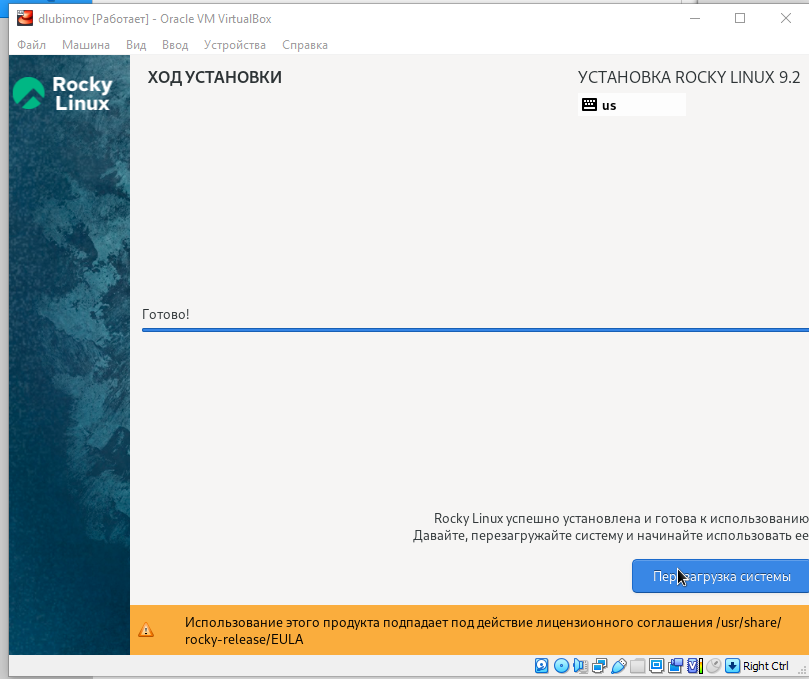 dlubimov [Работает] - Oracle VM VirtualBox
Файл Машина Вид Ввод Устройства Справка
Rocky
Linux
ХОД УСТАНОВКИ
УСТАНОВКА ROCKY LINUX 9.2
us
Готово!
Rocky Linux успешно установлена и готова к использованию
Давайте, перезагружайте систему и начинайте использовать ее
Перезагрузка системы
Использование этого продукта подпадает под действие лицензионного соглашения /usr/share/
rocky-release/EULA
Right Ctrl